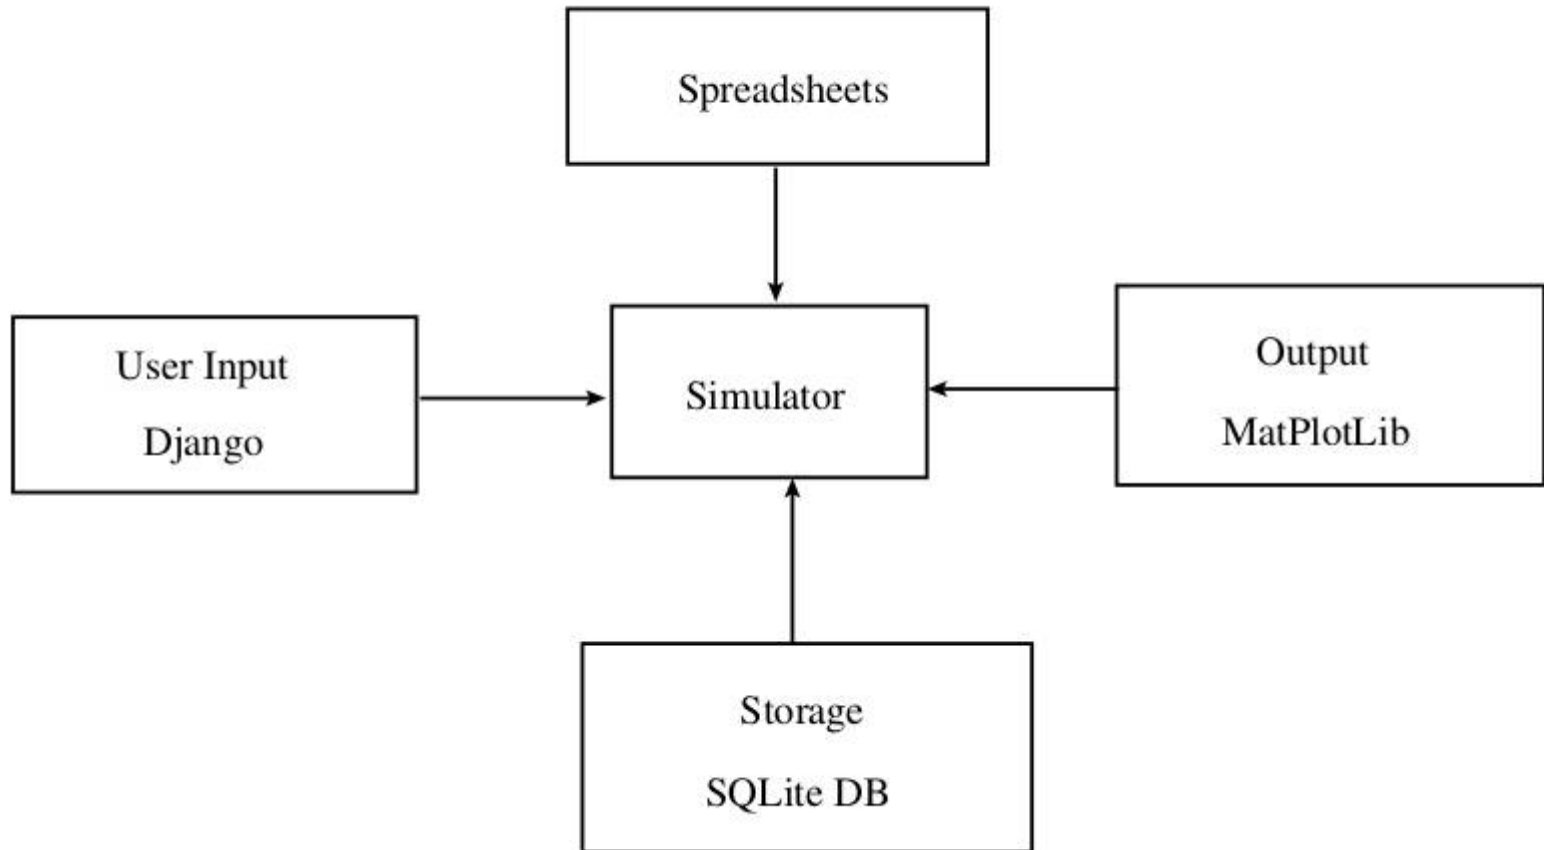 Spreadsheets
User Input
Django
Simulator
Output
MatPlotLib
Storage
SQLite DB